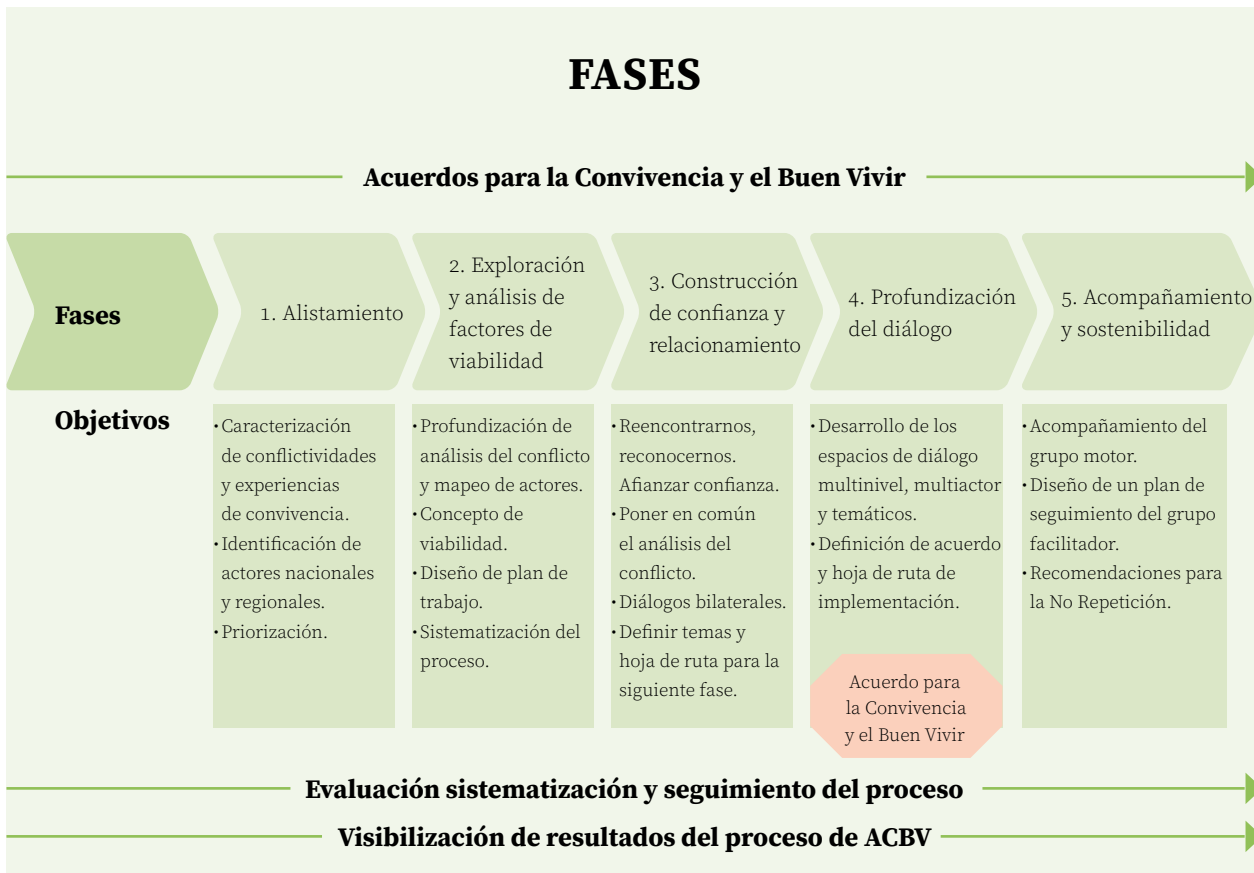 FASES
Acuerdos para la Convivencia y el Buen Vivir
Fases
1. Alistamiento
2. Exploración
y análisis de
factores de
viabilidad
3. Construcción
de confianza y
relacionamiento
4. Profundización
del diálogo
5. Acompañamiento
y sostenibilidad
Objetivos
•Caracterización
de conflictividades
y experiencias
de convivencia.
•Identificación de
actores nacionales
y regionales.
•Priorización.
•Profundización de
análisis del conflicto
y mapeo de actores.
•Concepto de
viabilidad.
•Diseño de plan de
trabajo.
•Sistematización del
proceso.
•Reencontrarnos,
reconocernos.
Afianzar confianza.
•Poner en común
el análisis del
conflicto.
•Diálogos bilaterales.
•Definir temas y
hoja de ruta para la
siguiente fase.
•Desarrollo de los
espacios de diálogo
multinivel, multiactor
y temáticos.
•Definición de acuerdo
y hoja de ruta de
implementación.
Acuerdo para
la Convivencia
y el Buen Vivir
•Acompañamiento del
grupo motor.
•Diseño de un plan de
seguimiento del grupo
facilitador.
•Recomendaciones para
la No Repetición.
Evaluación sistematización y seguimiento del proceso
Visibilización de resultados del proceso de ACBV